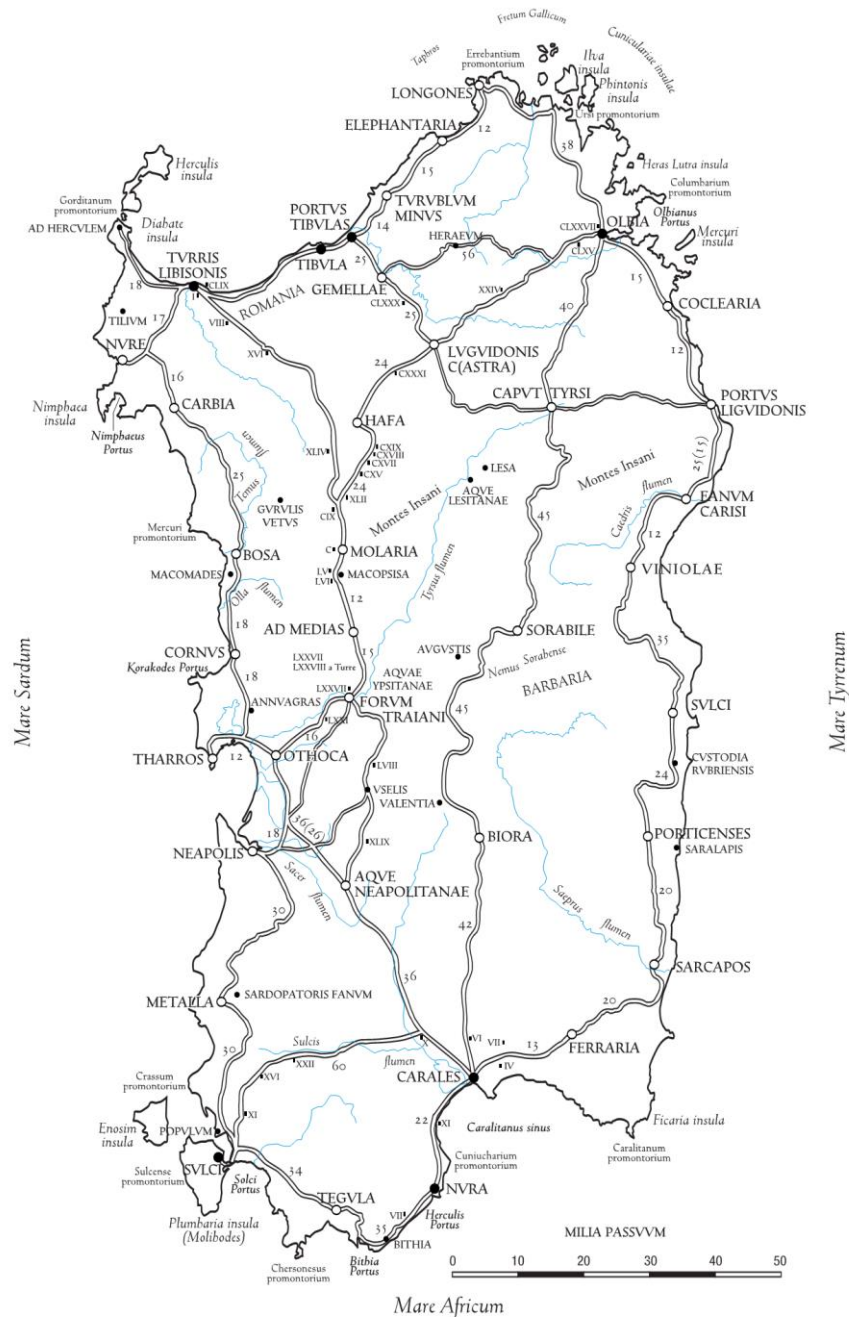 Fretum Gallicum
Taphros
Errebantium
promontorium
Cuniculariae insulae
Ilva
insula
Phintonis
insula
LONGONES
Ursi promontorium
ELEPHANTARIA
12
38
Herculis
insula
15
Heras Lutra insula
Columbarium
promontorium
Gorditanum
promontorium
TVRVBLVM
MINVS
PORTVS
TIBVLAS
Olbianus
Portus
AD HERCVLEM
Diabate
insula
14
HERAEVM
CLXXVII
OLBIA
Mercuri
insula
TVRRIS
LIBISONIS
TIBVLA
25
56
CLXV
18
CLIX
I
ROMANIA
GEMELLAE
XXIV
15
TILIVM
17
VIII
CLXXX
25
40
COCLEARIA
NVRE
XVI
24
LVGVIDONIS
C(ASTRA)
12
16
CXXXI
CAPVT TYRSI
PORTVS
LIGVIDONIS
Nimphaea
insula
Nimphaeus
Portus
CARBIA
HAFA
25
Temus
flumen
XLIV
CXIX
CXVIII
CXVII
CXV
LESA
25(15)
GVRVLIS
VETVS
24
XLII
Montes Insani
AQVE
LESITANAE
Montes Insani
Caedris flumen
FANVM
CARISI
Mercuri
promontorium
CIX
45
12
BOSA
C
MOLARIA
MACOMADES
LV
LVI
MACOPSISA
Tyrsus flumen
VINIOLAE
Olla flumen
12
18
AD MEDIAS
SORABILE
35
CORNVS
Korakodes Portus
LXXVII
LXXVIII a Turre
15
AVGVSTIS
Nemus Sorabense
18
LXXVII
AQVAE
YPSITANAE
BARBARIA
ANNVAGRAS
FORVM
TRAIANI
45
SVLCI
LXXI
Mare Sardum
Mare Tyrrenum
THARROS
12
OTHOCA
16
LVIII
CVSTODIA
RVBRIENSIS
VSELIS
VALENTIA
24
36(26)
18
XLIX
BIORA
PORTICENSES
NEAPOLIS
SARALAPIS
Sacer flumen
AQVE
NEAPOLITANAE
30
Saeprus flumen
20
42
36
SARCAPOS
METALLA
SARDOPATORIS FANVM
20
30
Sulcis flumen
X
VI
VII
13
FERRARIA
XXII
60
XVI
CARALES
IV
Crassum
promontorium
XI
22
XI
Caralitanus sinus
Ficaria insula
Enosim
insula
POPVLVM
Caralitanum
promontorium
Sulcense
promontorium
SVLCI
Solci
Portus
34
Cuniucharium
promontorium
NVRA
Plumbaria insula
(Molibodes)
TEGVLA
VII
Herculis
Portus
35
BITHIA
MILIA PASSVVM
Chersonesus
promontorium
Bithia
Portus
0 10 20 30 40 50
Mare Africum